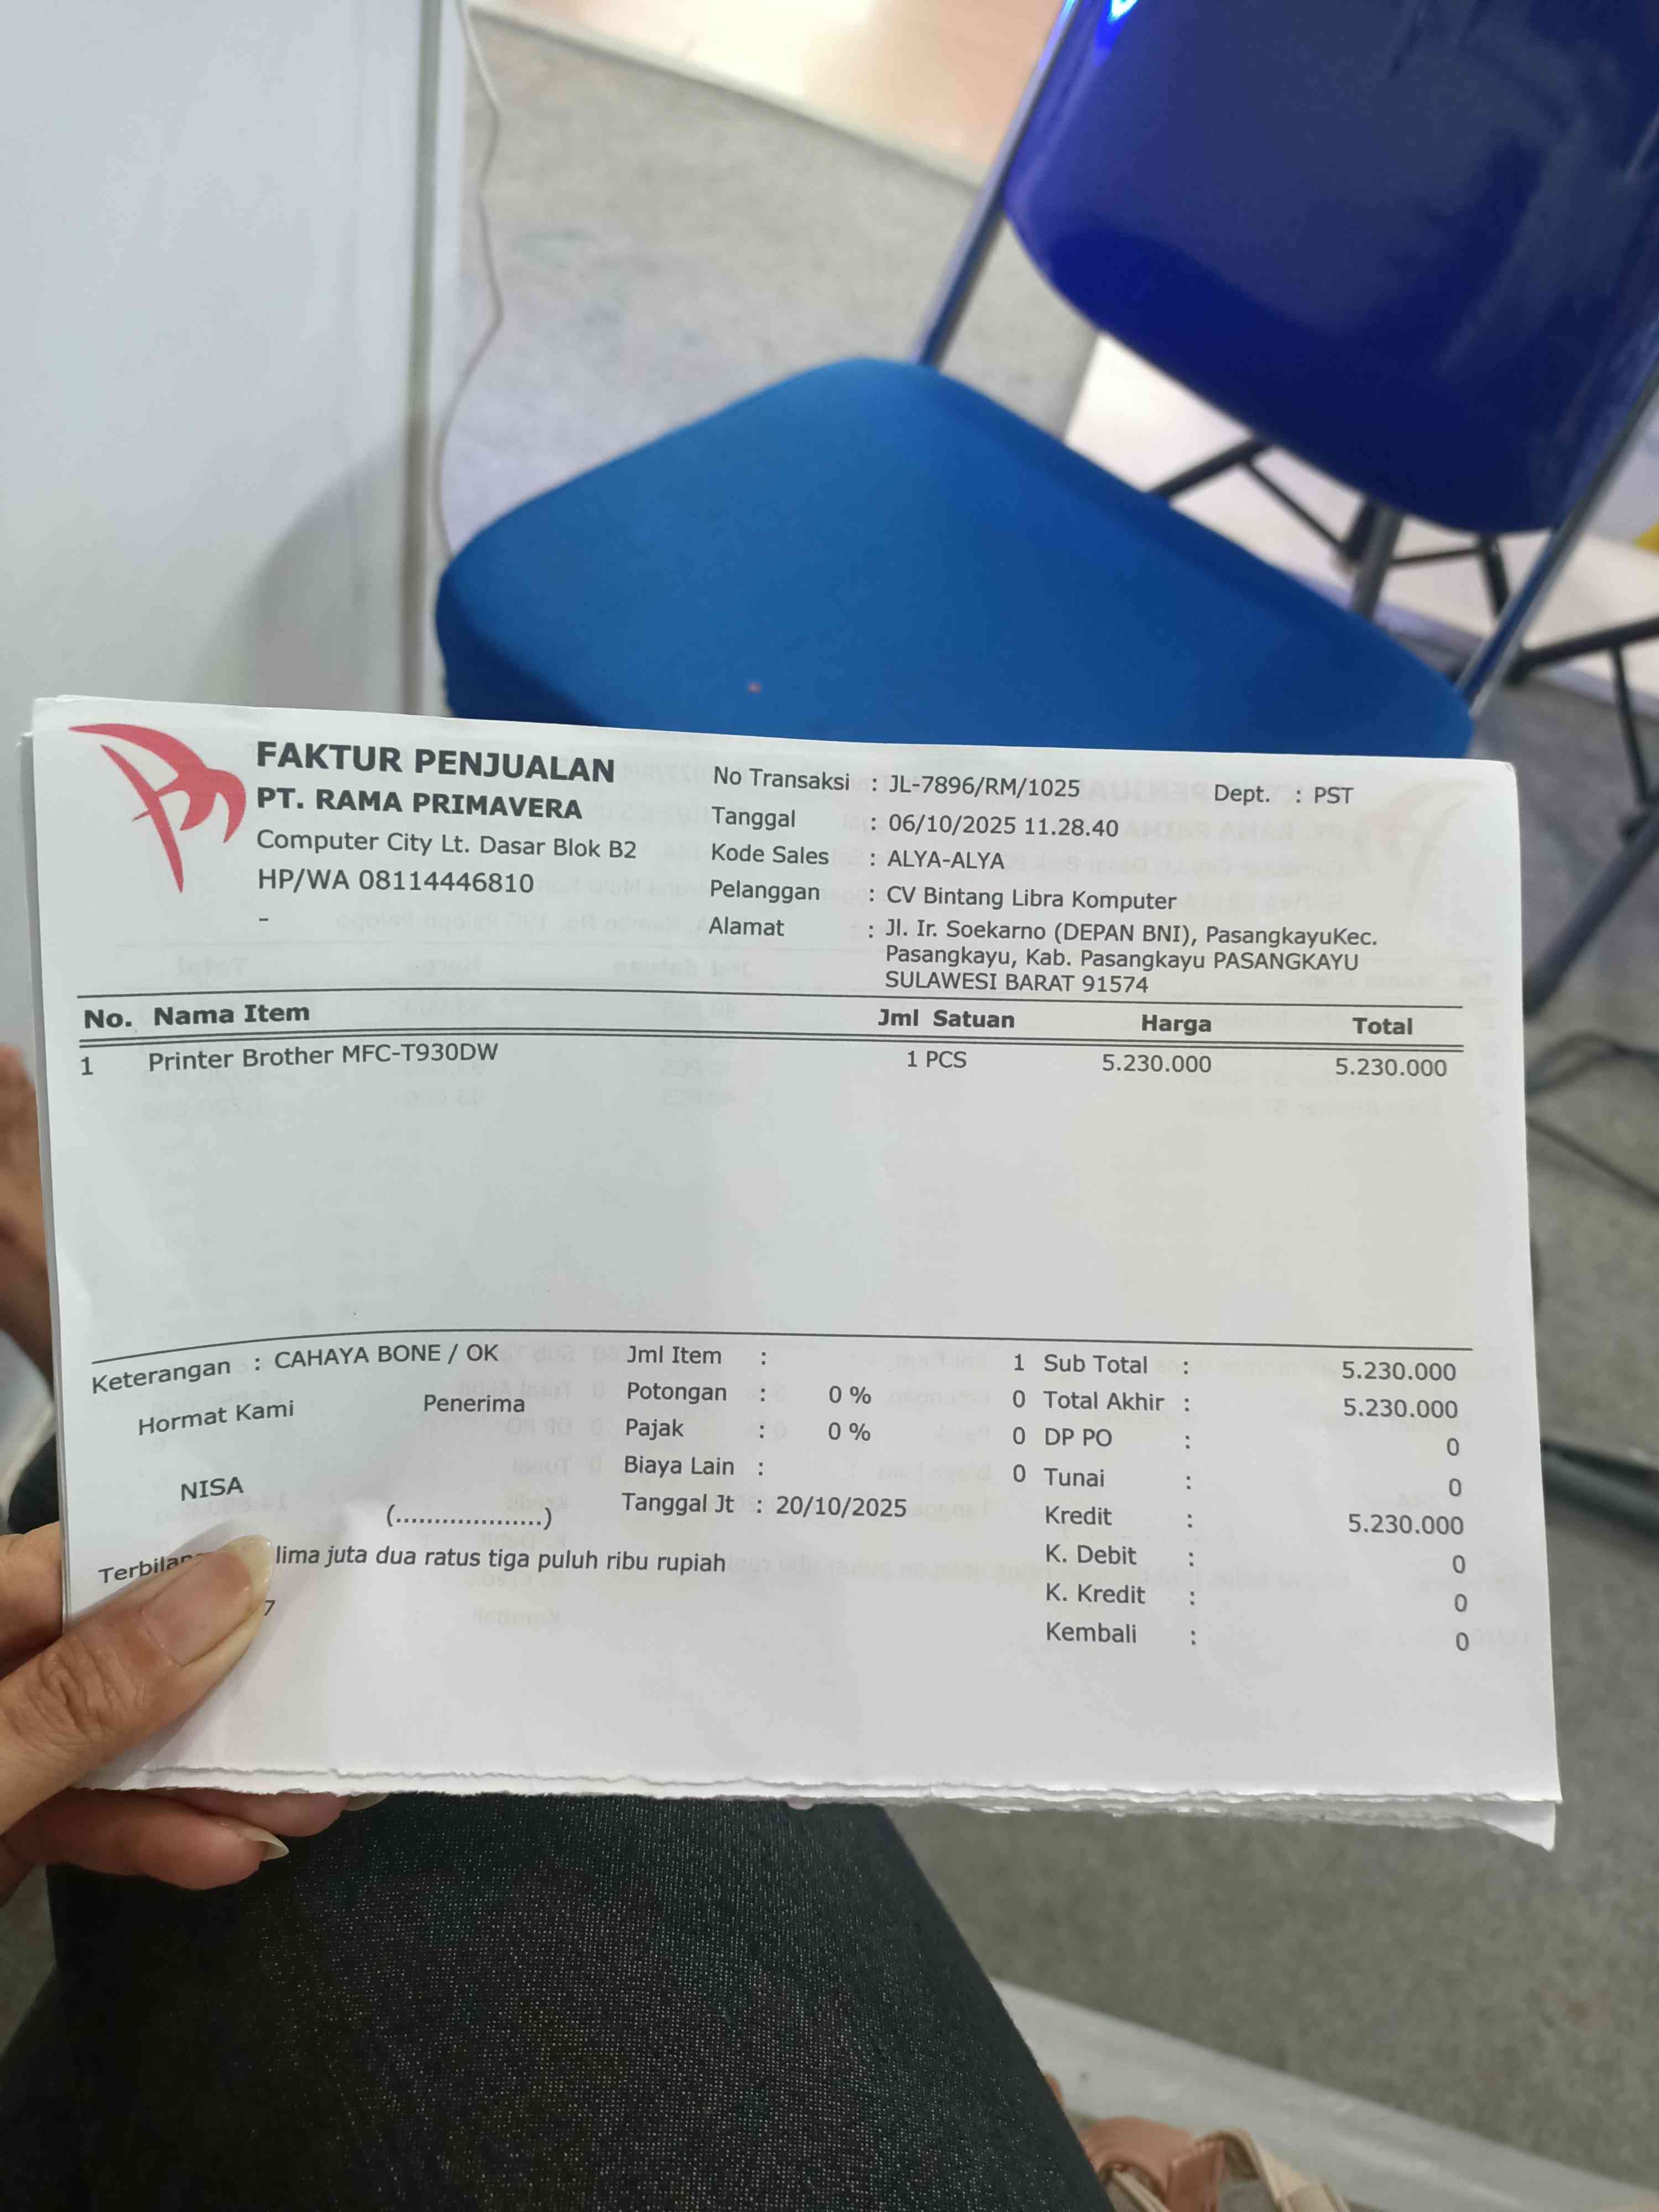 FAKTUR PENJUALAN
PT. RAMA PRIMAVERA
Computer City Lt. Dasar Blok B2
HP/WA 08114446810
-
No Transaksi : JL-7896/RM/1025 Dept. : PST
Tanggal : 06/10/2025 11.28.40
Kode Sales : ALYA-ALYA
Pelanggan : CV Bintang Libra Komputer
Alamat : Jl. Ir. Soekarno (DEPAN BNI), PasangkayuKec.
Pasangkayu, Kab. Pasangkayu PASANGKAYU
SULAWESI BARAT 91574
No. Nama Item Jml Satuan Harga Total
1 Printer Brother MFC-T930DW 1 PCS 5.230.000 5.230.000
Keterangan : CAHAYA BONE / OK
Hormat Kami Penerima
NISA
(...................)
Jml Item : 1
Potongan : 0 % 0
Pajak : 0 % 0
Biaya Lain : 0
Tanggal Jt : 20/10/2025
Sub Total : 5.230.000
Total Akhir : 5.230.000
DP PO : 0
Tunai : 0
Kredit : 5.230.000
K. Debit : 0
K. Kredit : 0
Kembali : 0
lima juta dua ratus tiga puluh ribu rupiah
7